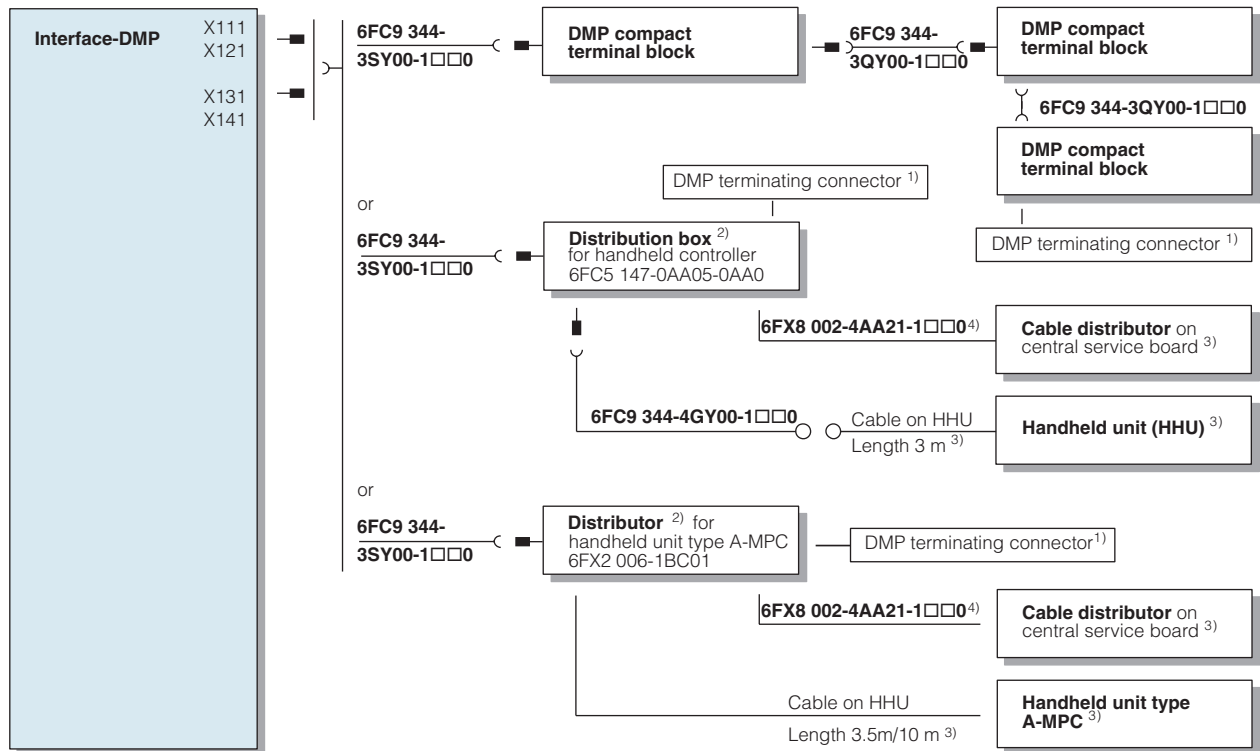 Interface-DMP
X111
X121
X131
X141
6FC9 344-
3SY00-1□□0
DMP compact
terminal block
6FC9 344-
3QY00-1□□0
DMP compact
terminal block
6FC9 344-3QY00-1□□0
DMP compact
terminal block
DMP terminating connector 1)
DMP terminating connector 1)
or
6FC9 344-
3SY00-1□□0
Distribution box 2)
for handheld controller
6FC5 147-0AA05-0AA0
6FX8 002-4AA21-1□□0 4)
Cable distributor on
central service board 3)
6FC9 344-4GY00-1□□0
Cable on HHU
Length 3 m 3)
Handheld unit (HHU) 3)
or
6FC9 344-
3SY00-1□□0
Distributor 2) for
handheld unit type A-MPC
6FX2 006-1BC01
DMP terminating connector 1)
6FX8 002-4AA21-1□□0 4)
Cable distributor on
central service board 3)
Cable on HHU
Length 3.5m/10 m 3)
Handheld unit type
A-MPC 3)